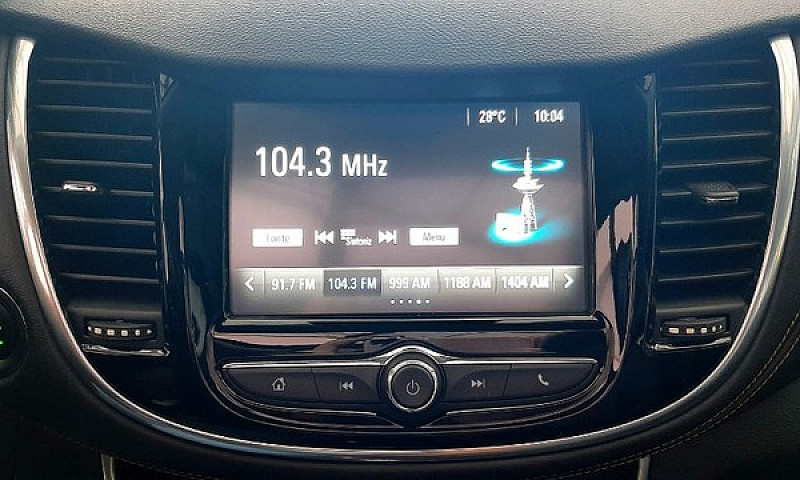 28°C 10:04
104.3 MHz
Fonte Sintoniz Menu
91.7 FM 104.3 FM 999 AM 1188 AM 1404 AM